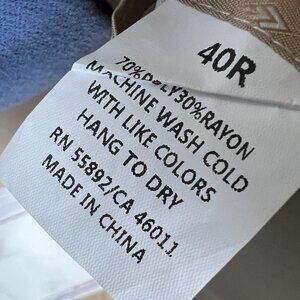 40R
70%POLY30%RAYON
MACHINE WASH COLD
WITH LIKE COLORS
HANG TO DRY
RN 55892/CA 46011
MADE IN CHINA